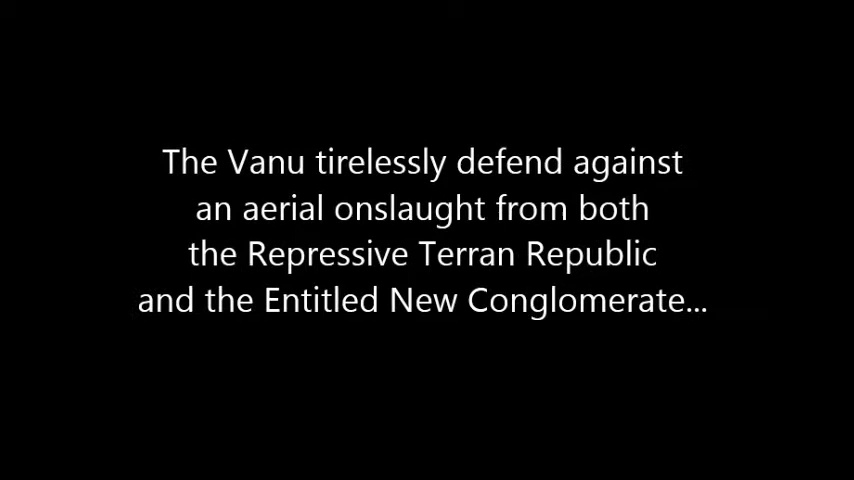 The Vanu tirelessly defend against
an aerial onslaught from both
the Repressive Terran Republic
and the Entitled New Conglomerate...